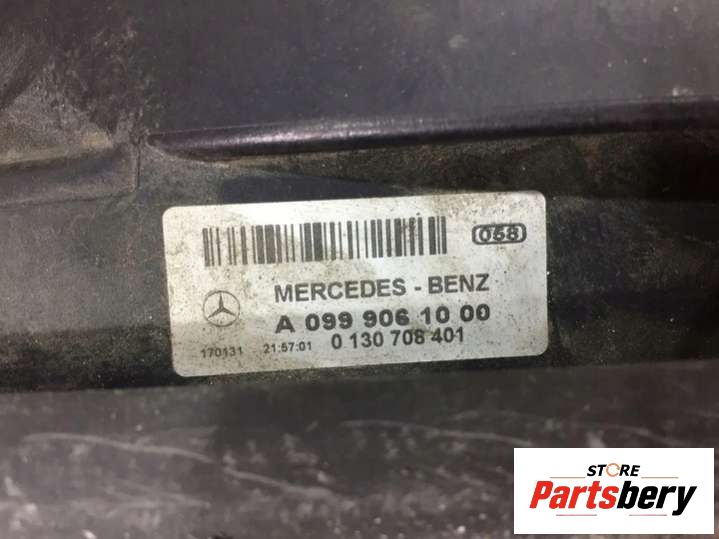 058
MERCEDES - BENZ
A 099 906 10 00
170131 21:57:01 0 130 708 401
STORE
Partsbery